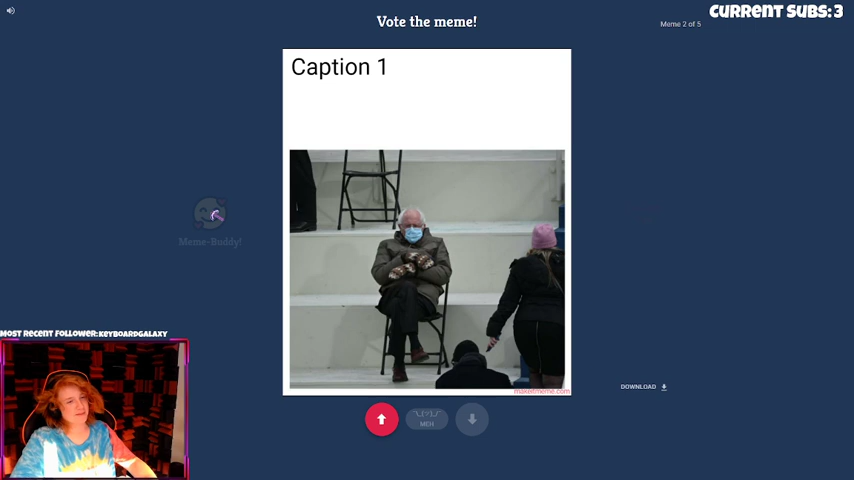 Vote the meme!
CURRENT SUBS: 3
Meme 2 of 5
Caption 1
Meme-Buddy!
MOST RECENT FOLLOWER: KEYBOARDGALAXY
makeitmeme.com
DOWNLOAD
¯\_(ツ)_/¯
MEH